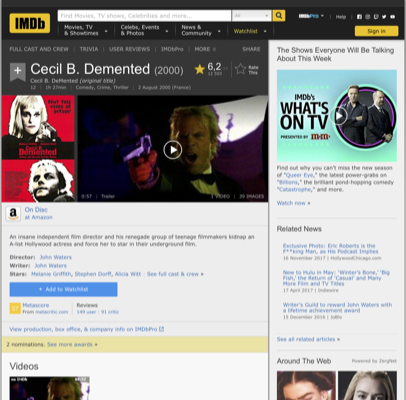 IMDb
Find Movies, TV shows, Celebrities and more...
All
IMDbPro
Help
Movies, TV & Showtimes
Celebs, Events & Photos
News & Community
Watchlist
Sign in
FULL CAST AND CREW | TRIVIA | USER REVIEWS | IMDbPro | MORE
SHARE
Cecil B. Demented (2000)
Cecil B. DeMented (original title)
12 | 1h 27min | Comedy, Crime, Thriller | 2 August 2000 (France)
6,2
Rate This
Demented
0:57 | Trailer
1 VIDEO | 39 IMAGES
On Disc
at Amazon
An insane independent film director and his renegade group of teenage filmmakers kidnap an
A-list Hollywood actress and force her to star in their underground film.
Director: John Waters
Writer: John Waters
Stars: Melanie Griffith, Stephen Dorff, Alicia Witt | See full cast & crew »
+ Add to Watchlist
Metascore
From metacritic.com
Reviews
View production, box office, & company info on IMDbPro
2 nominations. See more awards »
Videos
The Shows Everyone Will Be Talking
About This Week
IMDb's
WHAT'S
ON TV
PRESENTED BY
Find out why you can't miss the new season
of "Queer Eye," the latest power-grabs on
"Billions," the brilliant pond-hopping comedy
"Catastrophe," and more.
Watch now »
Related News
Exclusive Photo: Eric Roberts is the
F**king Man, as His Podcast Implies
16 November 2017 | HollywoodChicago.com
New to Hulu in May: 'Writer's Bone,' 'Big
Fish,' the Return of 'Casual' and Many
More Film and TV Titles
17 April 2017 | Indiewire
Writer's Guild to reward John Waters with
a lifetime achievement award
15 December 2016 | JoBlo
See all related articles »
Around The Web
Powered by ZergNet